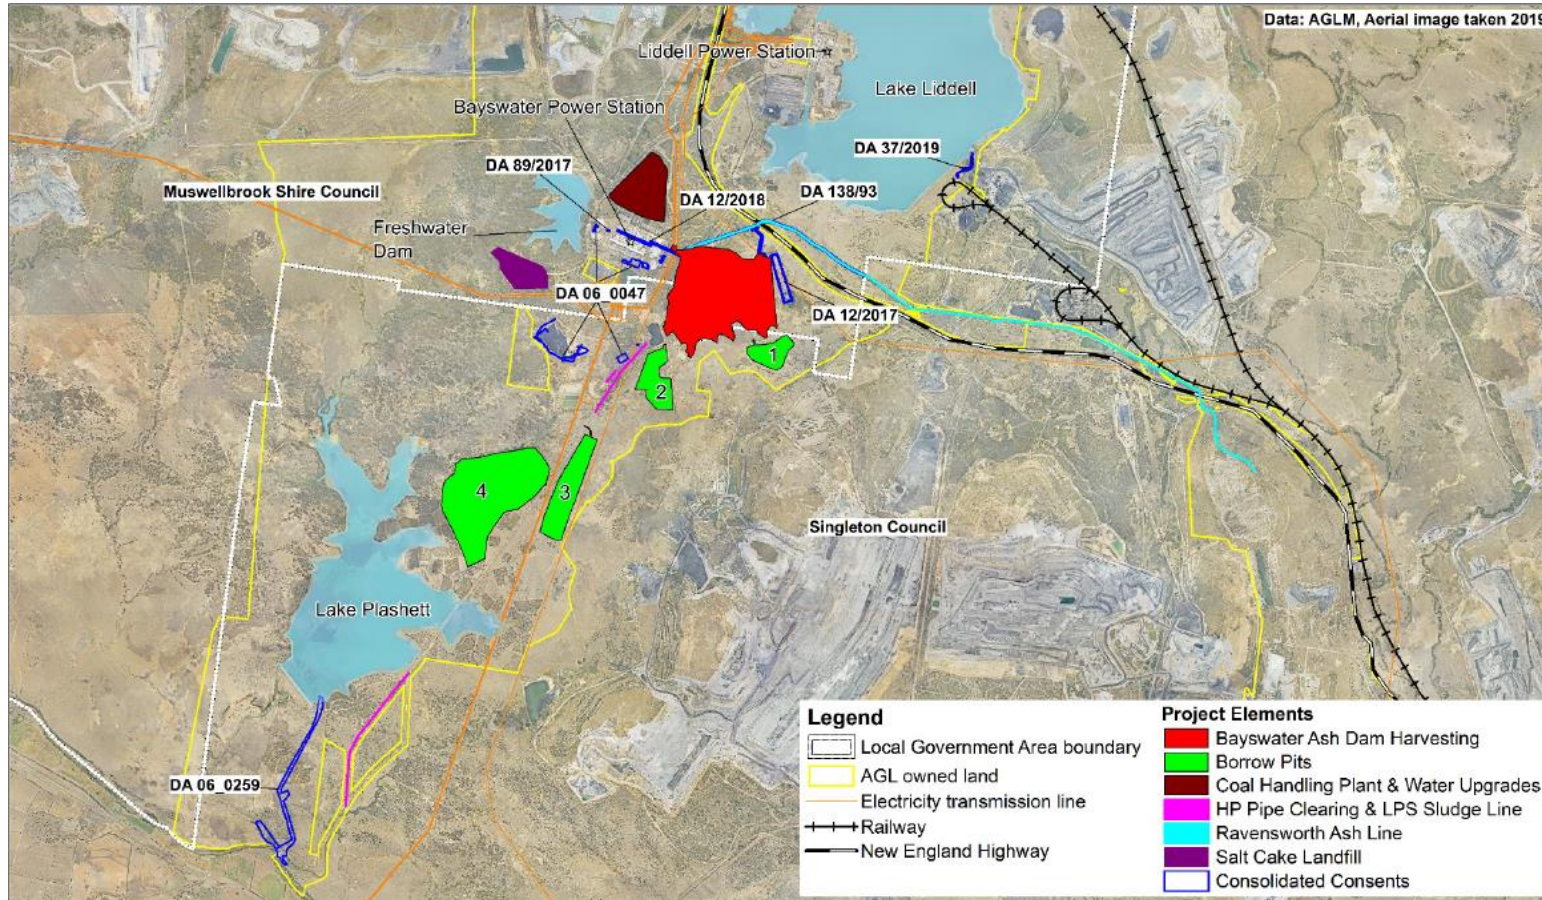 Data: AGLM, Aerial image taken 2019
Liddell Power Station
Lake Liddell
Bayswater Power Station
DA 37/2019
DA 89/2017
Muswellbrook Shire Council
DA 12/2018
DA 138/93
Freshwater
Dam
DA 06_0047
DA 12/2017
1
2
4
3
Singleton Council
Lake Plashett
DA 06_0259
Legend
Local Government Area boundary
AGL owned land
Electricity transmission line
Railway
New England Highway
Project Elements
Bayswater Ash Dam Harvesting
Borrow Pits
Coal Handling Plant & Water Upgrades
HP Pipe Clearing & LPS Sludge Line
Ravensworth Ash Line
Salt Cake Landfill
Consolidated Consents